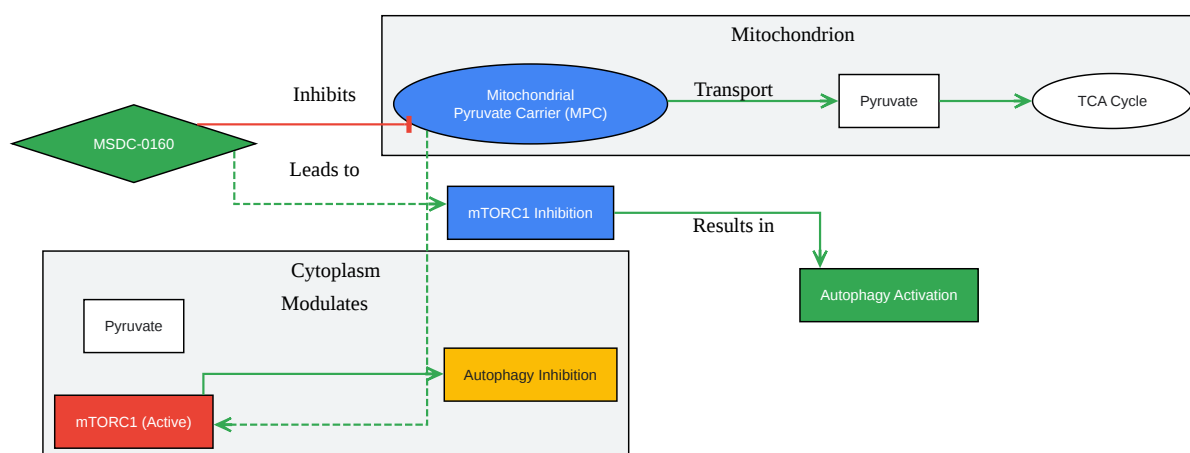 Mitochondrion
Inhibits
Mitochondrial
Pyruvate Carrier (MPC)
Transport
Pyruvate
TCA Cycle
MSDC-0160
Leads to
mTORC1 Inhibition
Results in
Cytoplasm
Modulates
Autophagy Activation
Pyruvate
Autophagy Inhibition
mTORC1 (Active)